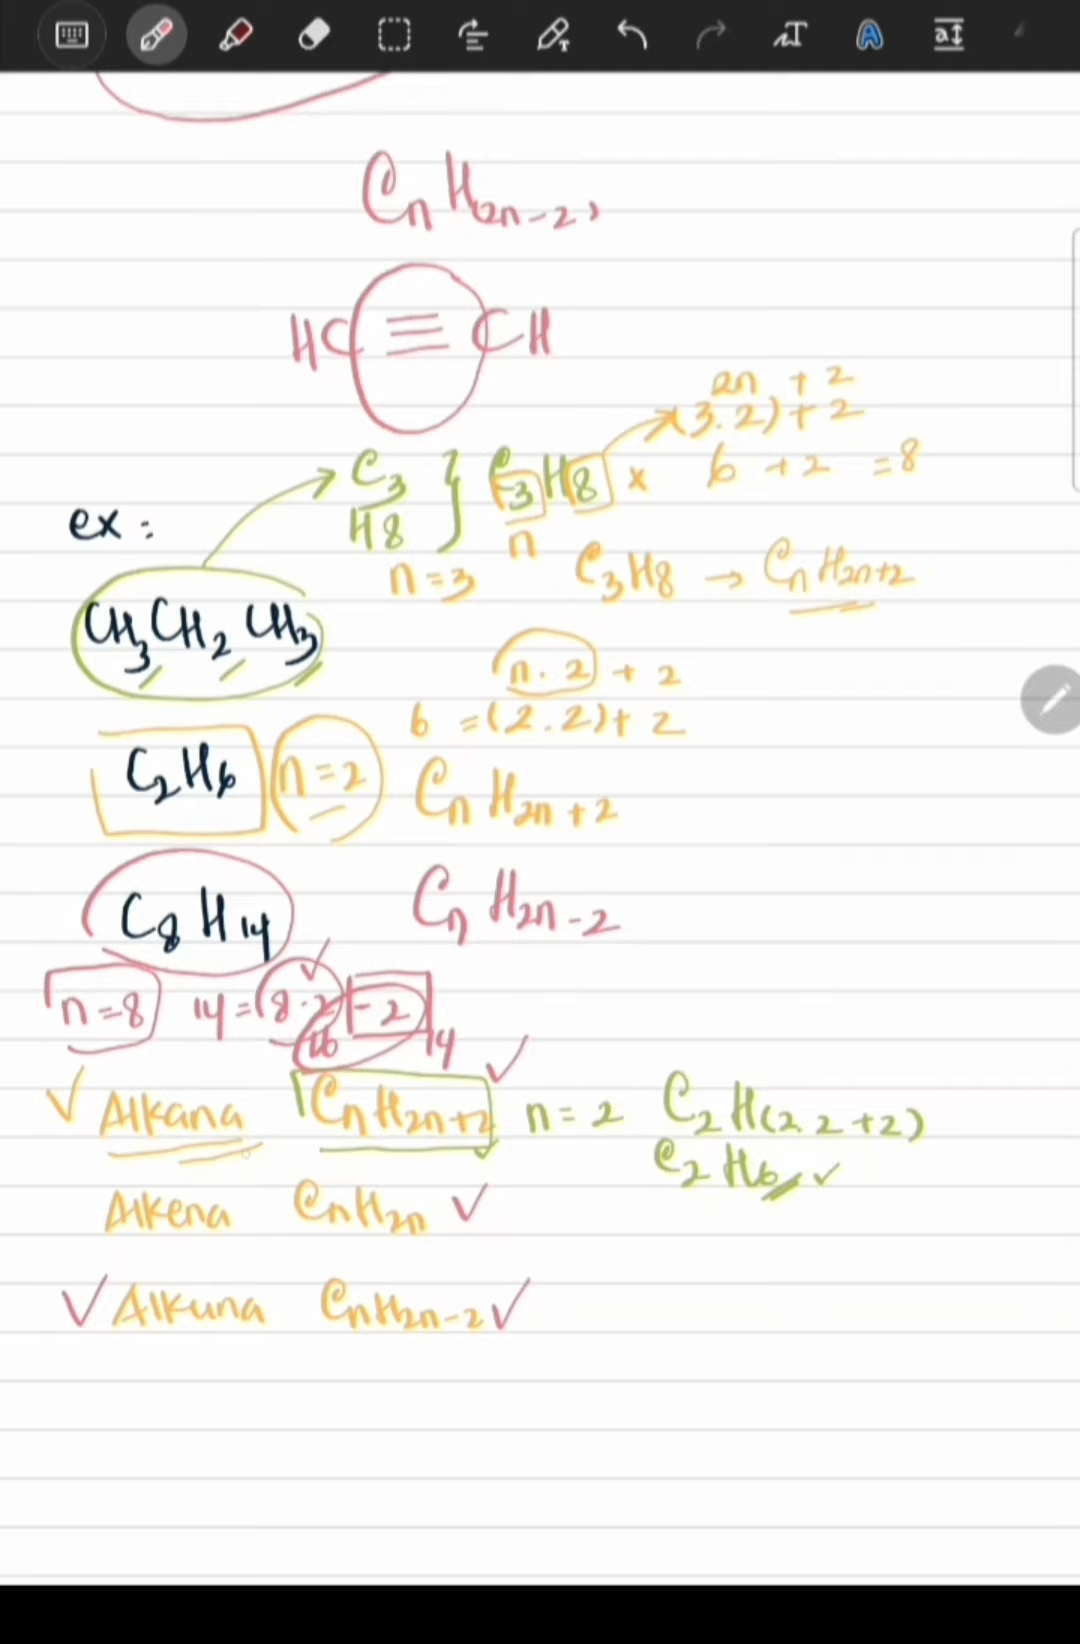 CnH2n-2,
HC≡CH
2n + 2
C3 } C3H8 × (3.2) + 2
H8 6 + 2 = 8
ex :
n
n = 3 C3H8 → CnH2n+2
CH3CH2CH3
n . 2 + 2
6 = (2 . 2) + 2
C2H6 n = 2 CnH2n + 2
C8H14 CnH2n - 2
n = 8 14 = (8 . 2) - 2
16 14
Alkana CnH2n+2 n = 2 C2H(2.2+2)
C2H6
Alkena CnH2n
Alkuna CnH2n-2